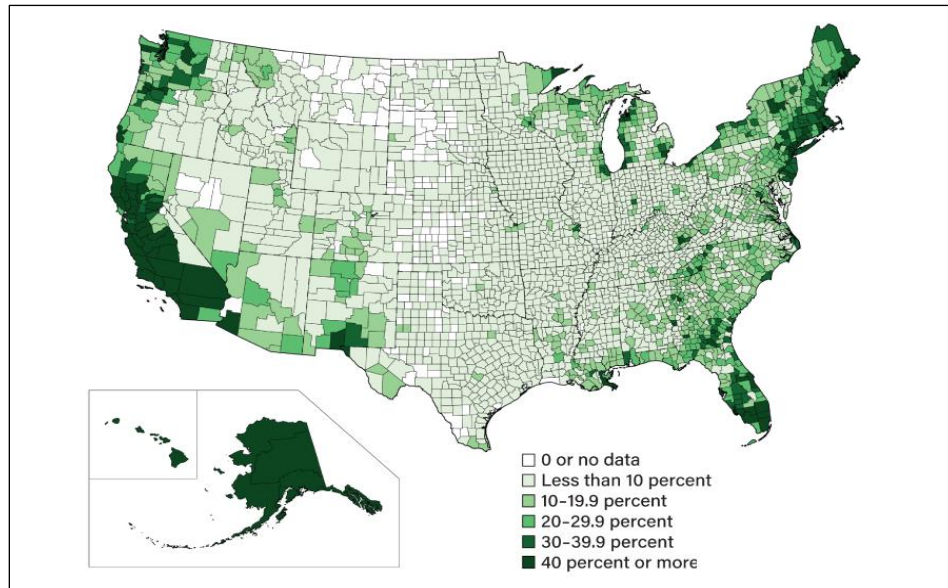 0 or no data
Less than 10 percent
10–19.9 percent
20–29.9 percent
30–39.9 percent
40 percent or more